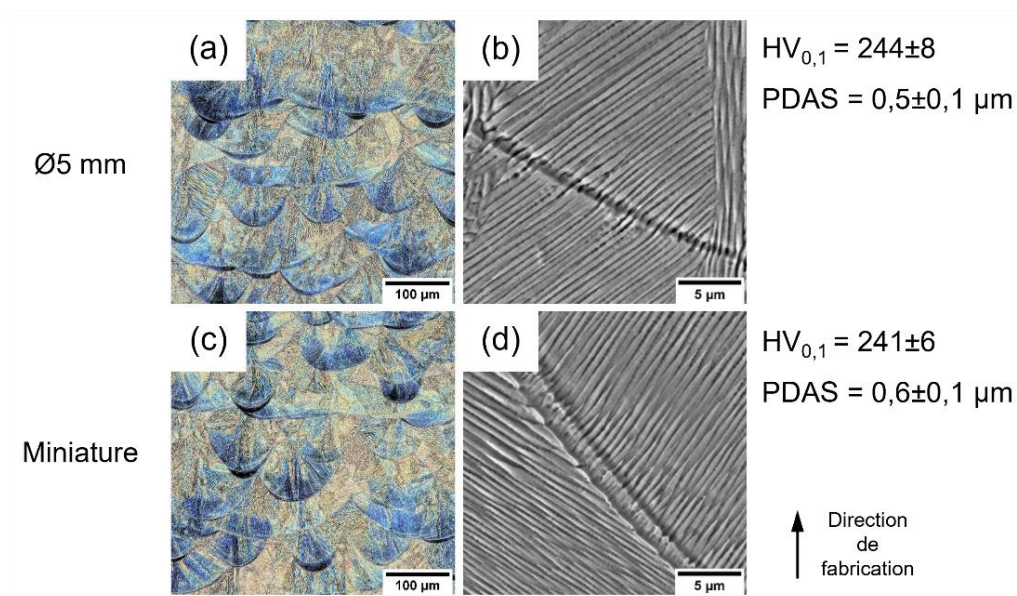 (a)
(b)
HV0,1 = 244±8
PDAS = 0,5±0,1 µm
Ø5 mm
100 µm
5 µm
(c)
(d)
HV0,1 = 241±6
PDAS = 0,6±0,1 µm
Miniature
100 µm
5 µm
Direction
de
fabrication